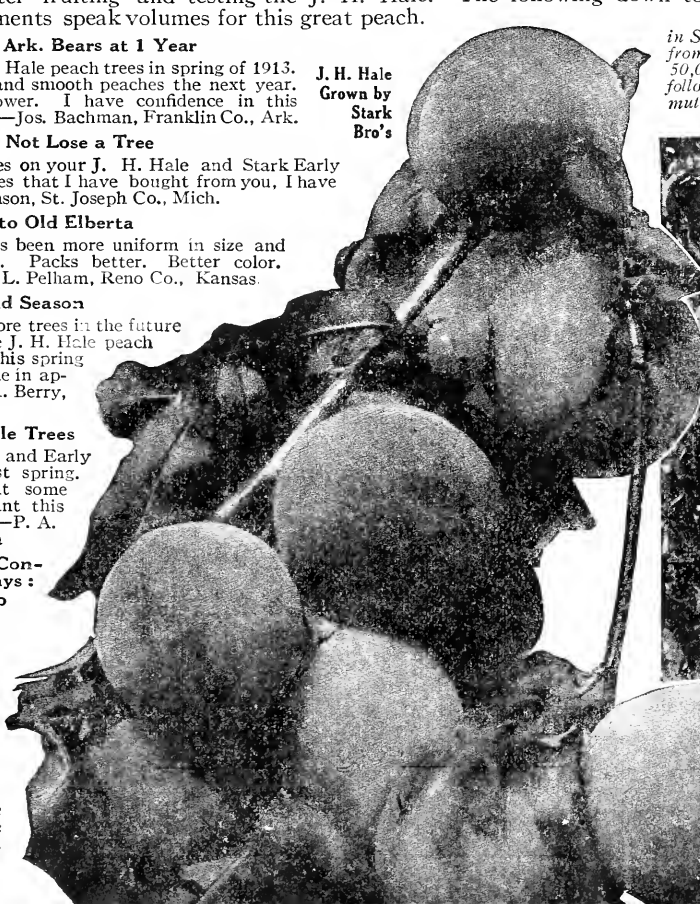 ter fruiting and testing the J. H. Hale. The following down to
ments speak volumes for this great peach.
Ark. Bears at 1 Year
Hale peach trees in spring of 1913.
and smooth peaches the next year.
ower. I have confidence in this
—Jos. Bachman, Franklin Co., Ark.
Not Lose a Tree
es on your J. H. Hale and Stark Early
es that I have bought from you, I have
nson, St. Joseph Co., Mich.
to Old Elberta
s been more uniform in size and
. Packs better. Better color.
L. Pelham, Reno Co., Kansas.
d Season
ore trees in the future
e J. H. Hale peach
his spring
e in ap-
. Berry,
le Trees
and Early
st spring.
t some
nt this
—P. A.
Con-
ays:
o
J. H. Hale
Grown by
Stark
Bro's
in S
from
50,0
follo
mul